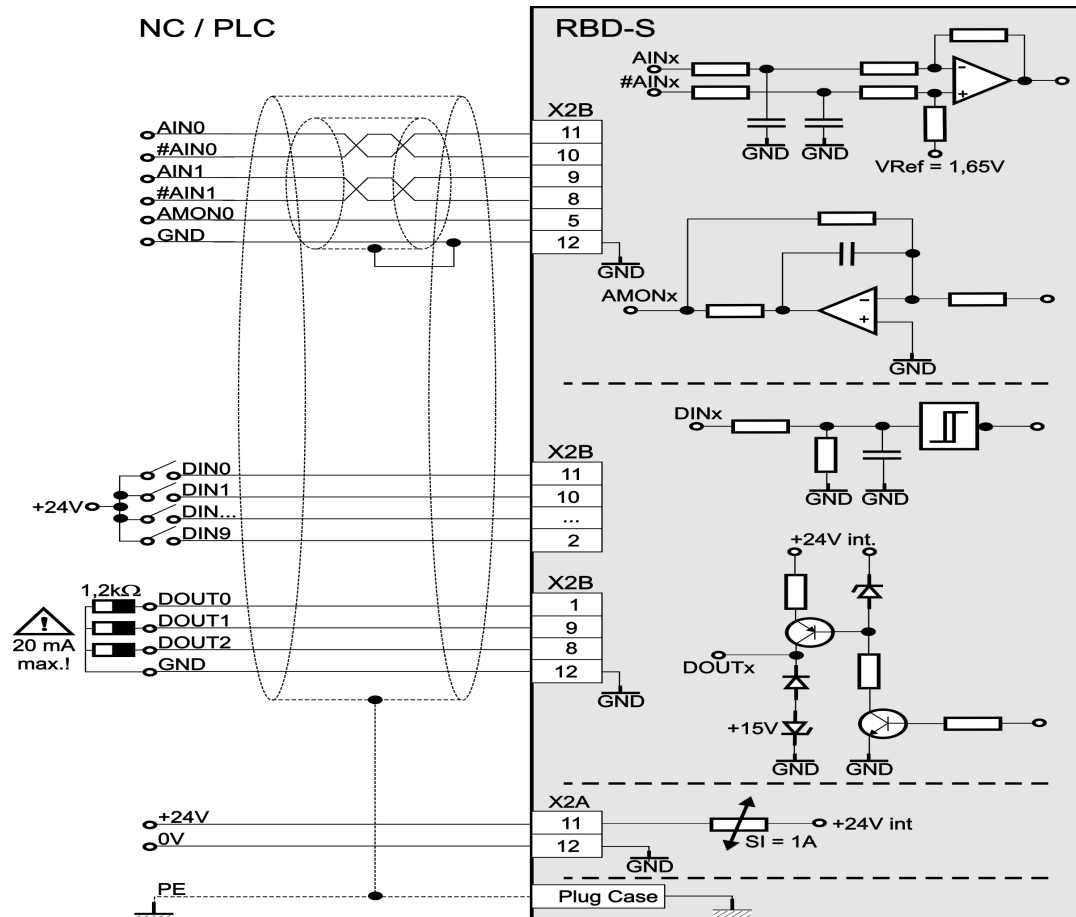 NC / PLC
RBD-S
AINx
#AINx
GND
GND
VRef = 1,65V
X2B
AIN0
11
#AIN0
10
AIN1
9
#AIN1
8
AMON0
5
GND
12
GND
AMONx
GND
DINx
GND
GND
X2B
DIN0
11
DIN1
10
+24V
DIN...
...
DIN9
2
+24V int.
X2B
1,2kΩ
DOUT0
1
DOUT1
9
DOUT2
8
GND
12
GND
!
20 mA
max.!
DOUTx
+15V
GND
GND
X2A
+24V
11
0V
12
GND
+24V int
SI = 1A
PE
Plug Case